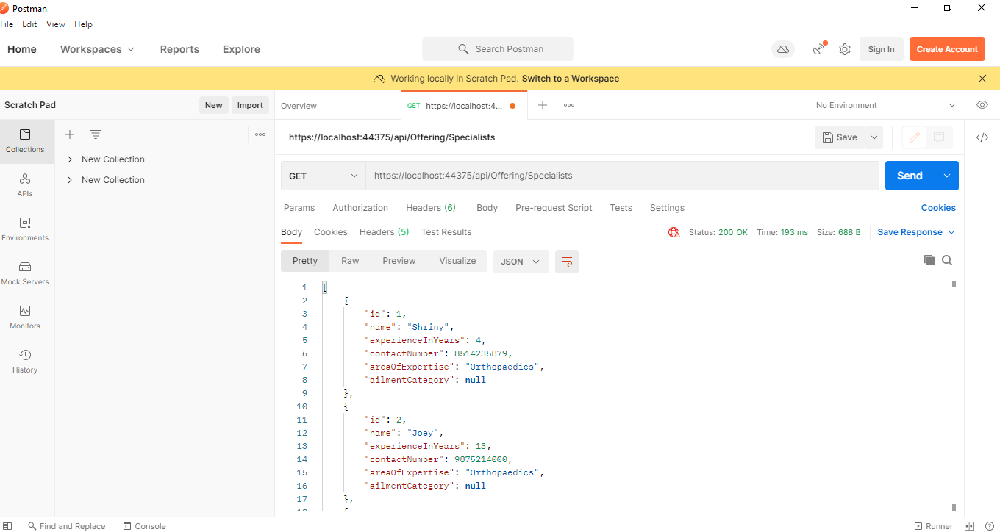 Postman
File Edit View Help
Home Workspaces Reports Explore Search Postman Sign In Create Account
Working locally in Scratch Pad. Switch to a Workspace
Scratch Pad New Import Overview GET https://localhost:4... No Environment
https://localhost:44375/api/Offering/Specialists Save
Collections
New Collection
New Collection
APIs
Environments
Mock Servers
Monitors
History
GET https://localhost:44375/api/Offering/Specialists Send
Params Authorization Headers (6) Body Pre-request Script Tests Settings Cookies
Body Cookies Headers (5) Test Results Status: 200 OK Time: 193 ms Size: 688 B Save Response
Pretty Raw Preview Visualize JSON
1 [
2 {
3 "id": 1,
4 "name": "Shriny",
5 "experienceInYears": 4,
6 "contactNumber": 8514235879,
7 "areaOfExpertise": "Orthopaedics",
8 "ailmentCategory": null
9 },
10 {
11 "id": 2,
12 "name": "Joey",
13 "experienceInYears": 13,
14 "contactNumber": 9875214000,
15 "areaOfExpertise": "Orthopaedics",
16 "ailmentCategory": null
17 },
Find and Replace Console Runner